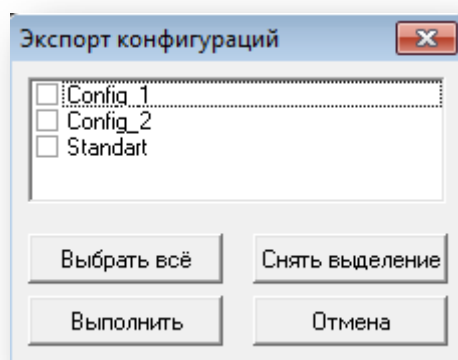 Экспорт конфигураций
Config_1
Config_2
Standart
Выбрать всё
Снять выделение
Выполнить
Отмена